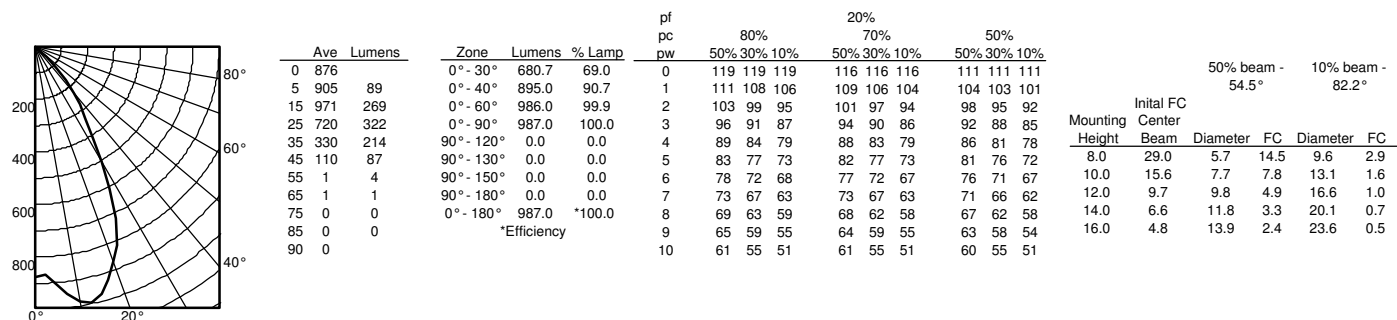 80°
200
400
60°
600
800
40°
0° 20°
Ave Lumens
0 876
5 905 89
15 971 269
25 720 322
35 330 214
45 110 87
55 1 4
65 1 1
75 0 0
85 0 0
90 0
Zone Lumens % Lamp
0° - 30° 680.7 69.0
0° - 40° 895.0 90.7
0° - 60° 986.0 99.9
0° - 90° 987.0 100.0
90° - 120° 0.0 0.0
90° - 130° 0.0 0.0
90° - 150° 0.0 0.0
90° - 180° 0.0 0.0
0° - 180° 987.0 *100.0
*Efficiency
pf 20%
pc 80% 70% 50%
pw 50% 30% 10% 50% 30% 10% 50% 30% 10%
0 119 119 119 116 116 116 111 111 111
1 111 108 106 109 106 104 104 103 101
2 103 99 95 101 97 94 98 95 92
3 96 91 87 94 90 86 92 88 85
4 89 84 79 88 83 79 86 81 78
5 83 77 73 82 77 73 81 76 72
6 78 72 68 77 72 67 76 71 67
7 73 67 63 73 67 63 71 66 62
8 69 63 59 68 62 58 67 62 58
9 65 59 55 64 59 55 63 58 54
10 61 55 51 61 55 51 60 55 51
50% beam - 10% beam -
54.5° 82.2°
Inital FC
Mounting Center
Height Beam Diameter FC Diameter FC
8.0 29.0 5.7 14.5 9.6 2.9
10.0 15.6 7.7 7.8 13.1 1.6
12.0 9.7 9.8 4.9 16.6 1.0
14.0 6.6 11.8 3.3 20.1 0.7
16.0 4.8 13.9 2.4 23.6 0.5